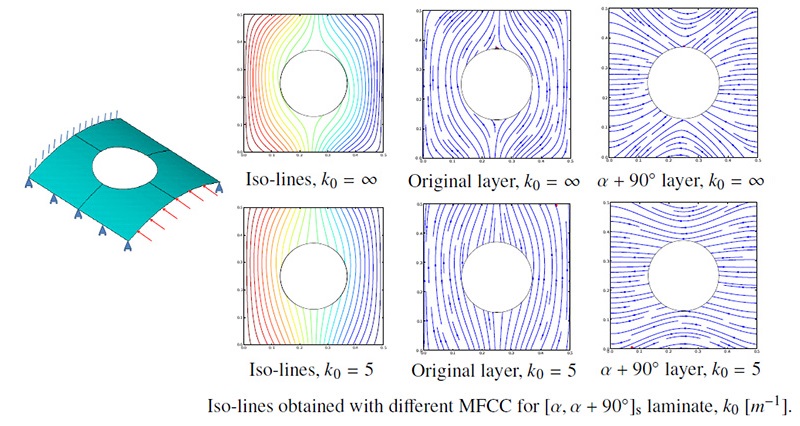 Iso-lines, k₀ = ∞
Original layer, k₀ = ∞
α + 90° layer, k₀ = ∞
Iso-lines, k₀ = 5
Original layer, k₀ = 5
α + 90° layer, k₀ = 5
Iso-lines obtained with different MFCC for [α, α + 90°]ₛ laminate, k₀ [m⁻¹].